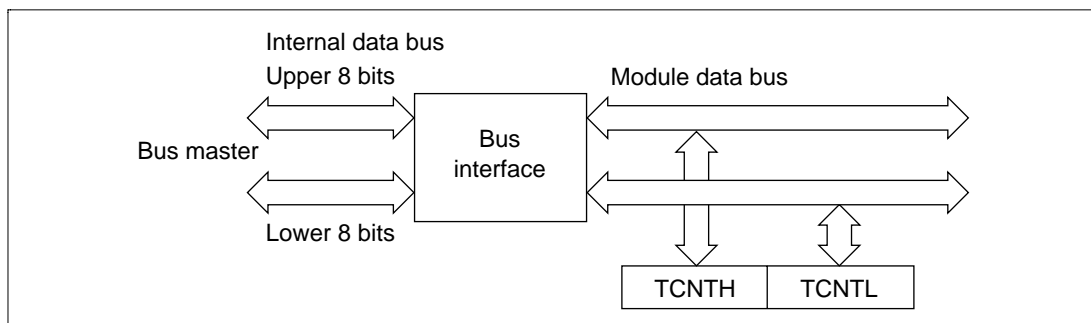 Internal data bus
Upper 8 bits
Module data bus
Bus master
Bus
interface
Lower 8 bits
TCNTH
TCNTL